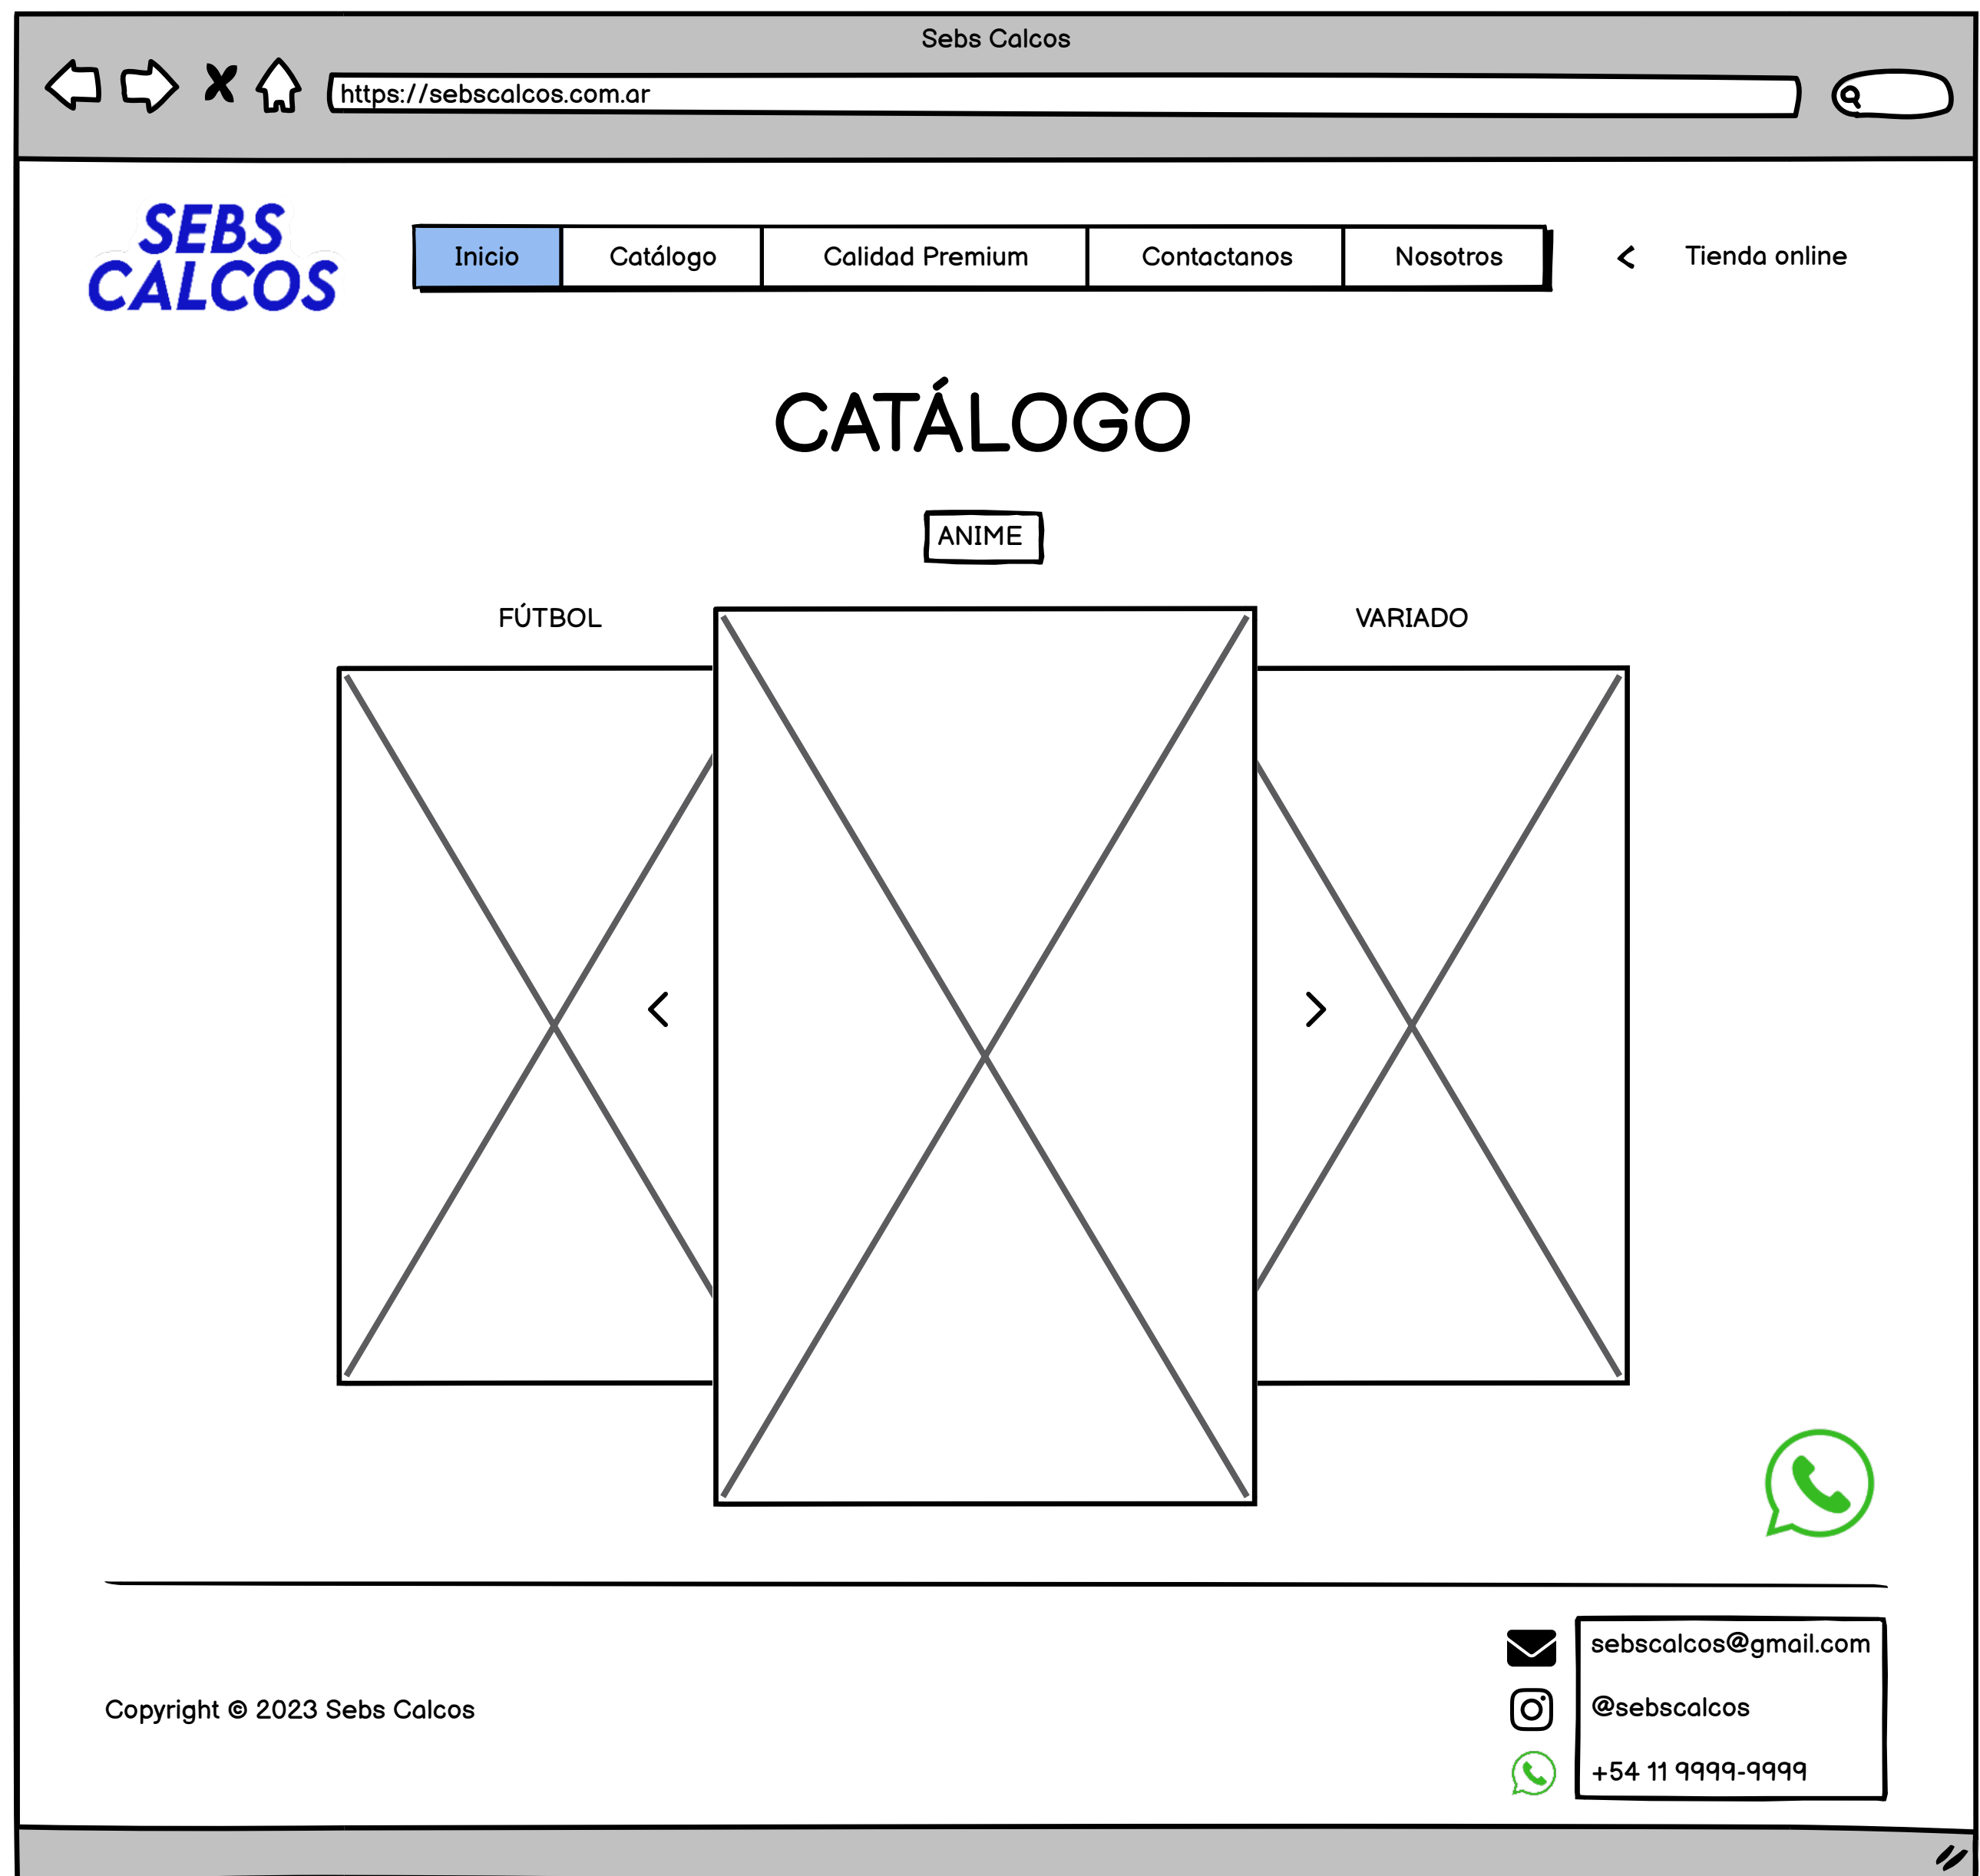 Sebs Calcos
https://sebscalcos.com.ar
SEBS
CALCOS
Inicio Catálogo Calidad Premium Contactanos Nosotros < Tienda online
CATÁLOGO
ANIME
FÚTBOL
VARIADO
sebscalcos@gmail.com
Copyright © 2023 Sebs Calcos
@sebscalcos
+54 11 9999-9999